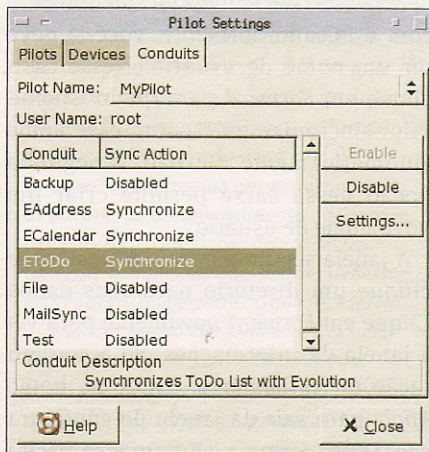 Pilot Settings
Pilots Devices Conduits
Pilot Name: MyPilot
User Name: root
Conduit Sync Action
Enable
Backup Disabled
Disable
EAddress Synchronize
Settings...
ECalendar Synchronize
EToDo Synchronize
File Disabled
MailSync Disabled
Test Disabled
Conduit Description
Synchronizes ToDo List with Evolution
Help
Close